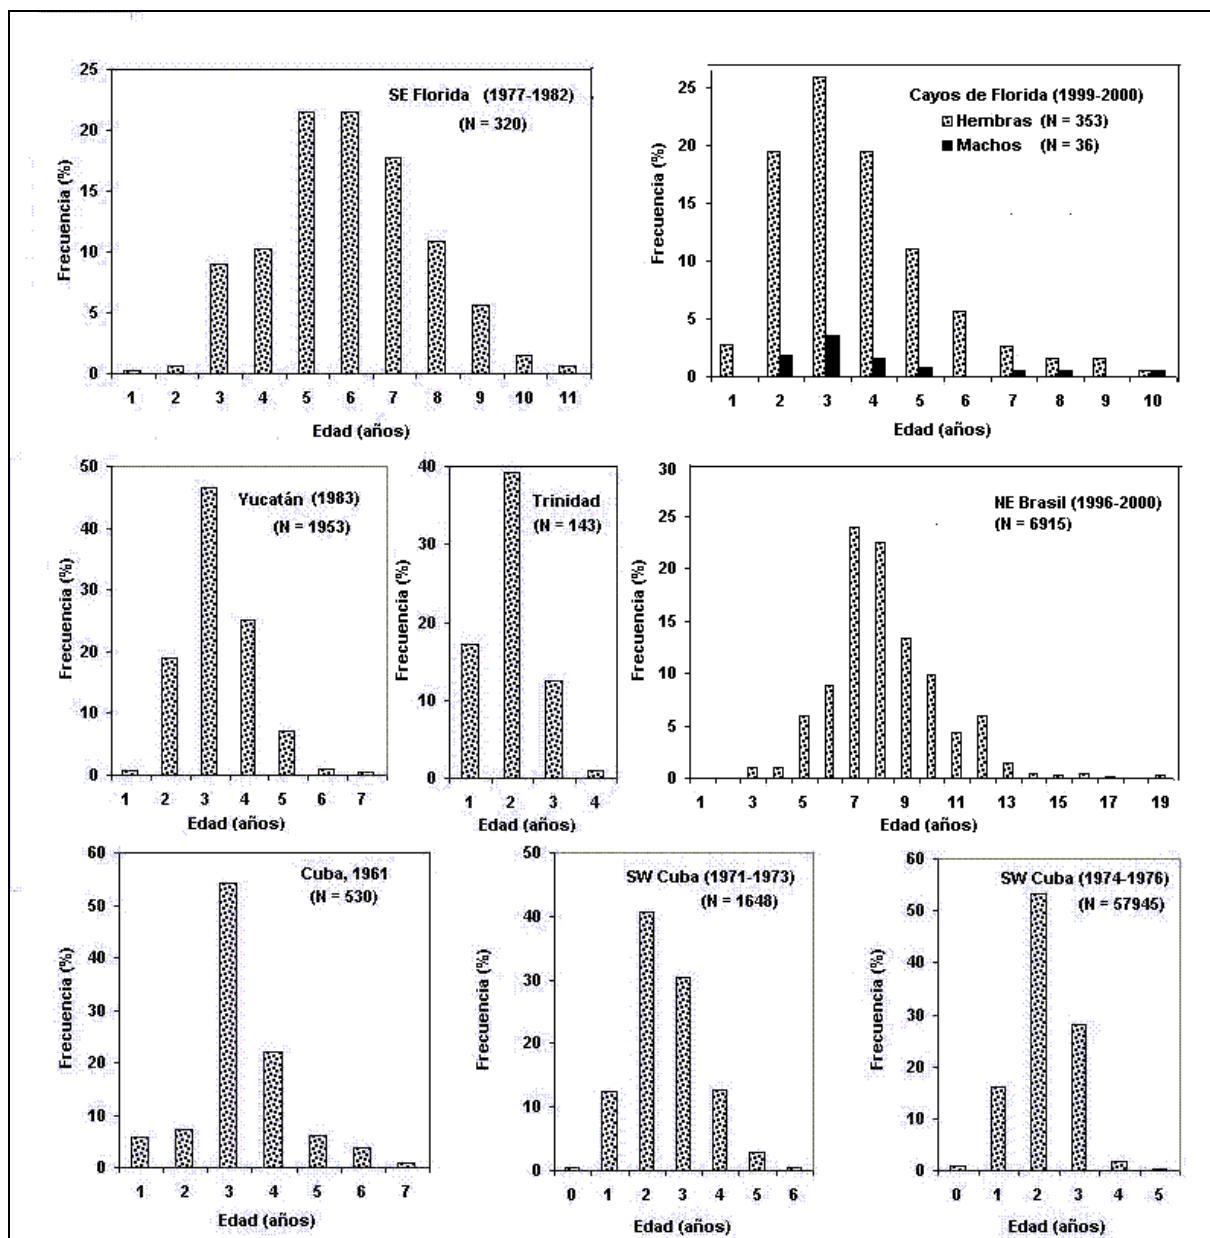 SE Florida (1977-1982)
(N = 320)
Frecuencia (%)
25
20
15
10
5
0
1 2 3 4 5 6 7 8 9 10 11
Edad (años)
Cayos de Florida (1999-2000)
Hembras (N = 353)
Machos (N = 36)
Frecuencia (%)
25
20
15
10
5
0
1 2 3 4 5 6 7 8 9 10
Edad (años)
Yucatán (1983)
(N = 1953)
Frecuencia (%)
50
40
30
20
10
0
1 2 3 4 5 6 7
Edad (años)
Trinidad
(N = 143)
Frecuencia (%)
40
30
20
10
0
1 2 3 4
Edad (años)
NE Brasil (1996-2000)
(N = 6915)
Frecuencia (%)
30
25
20
15
10
5
0
1 3 5 7 9 11 13 15 17 19
Edad (años)
Cuba, 1961
(N = 530)
Frecuencia (%)
60
50
40
30
20
10
0
1 2 3 4 5 6 7
Edad (años)
SW Cuba (1971-1973)
(N = 1648)
Frecuencia (%)
50
40
30
20
10
0
0 1 2 3 4 5 6
Edad (años)
SW Cuba (1974-1976)
(N = 57945)
Frecuencia (%)
60
50
40
30
20
10
0
0 1 2 3 4 5
Edad (años)